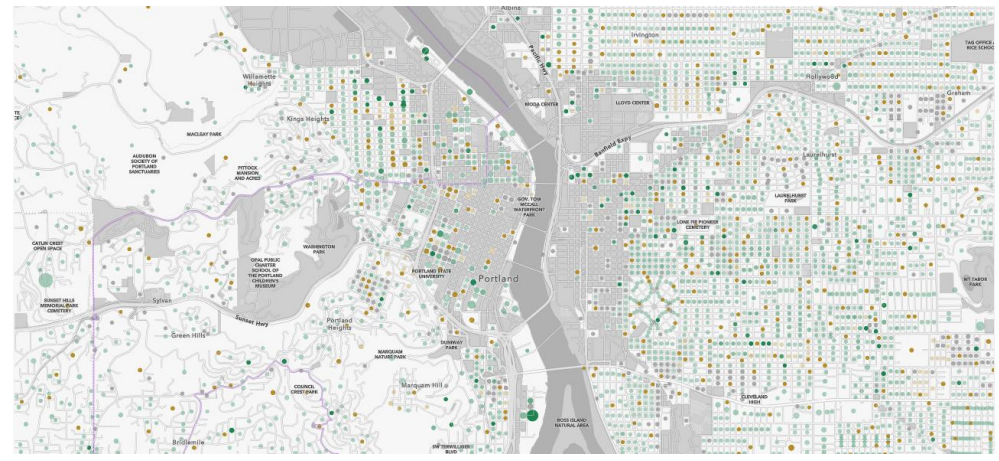 Albina
Irvington
Pacific Hwy
TAG OFFICE
RICE SCHO
Willamette
Heights
Hollywood
Graham
MODA CENTER
LLOYD CENTER
Kings Heights
MACLEAY PARK
Banfield Expy
AUDUBON
SOCIETY OF
PORTLAND
SANCTUARIES
PITTOCK
MANSION
AND ACRES
Laurelhurst
LAURELHURST
PARK
GOV. TOM
MCCALL
WATERFRONT
PARK
LONE FIR PIONEER
CEMETERY
CATLIN CREST
OPEN SPACE
WASHINGTON
PARK
OPAL PUBLIC
CHARTER
SCHOOL OF
THE PORTLAND
CHILDREN'S
MUSEUM
PORTLAND STATE
UNIVERSITY
Portland
MT TABOR
PARK
SUNSET HILLS
MEMORIAL PARK
CEMETERY
Sylvan
Sunset Hwy
Portland
Heights
Green Hills
DUNIWAY
PARK
MARQUAM
NATURE PARK
COUNCIL
CREST PARK
Marquam Hill
CLEVELAND
HIGH
ROSS ISLAND
NATURAL AREA
Bridlemile
SW TERWILLIGER
BLVD